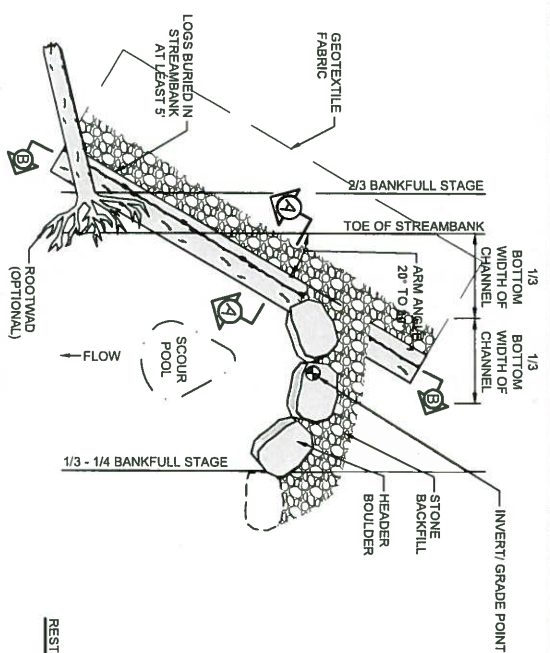 LOGS BURIED IN
STREAMBANK
AT LEAST 5'
GEOTEXTILE
FABRIC
2/3 BANKFULL STAGE
TOE OF STREAMBANK
1/3
BOTTOM
WIDTH OF
CHANNEL
1/3
BOTTOM
WIDTH OF
CHANNEL
ARM ANGLE
20° TO
A
A
B
B
ROOTWAD
(OPTIONAL)
FLOW
SCOUR
POOL
1/3 - 1/4 BANKFULL STAGE
HEADER
BOULDER
STONE
BACKFILL
INVERT/ GRADE POINT
REST